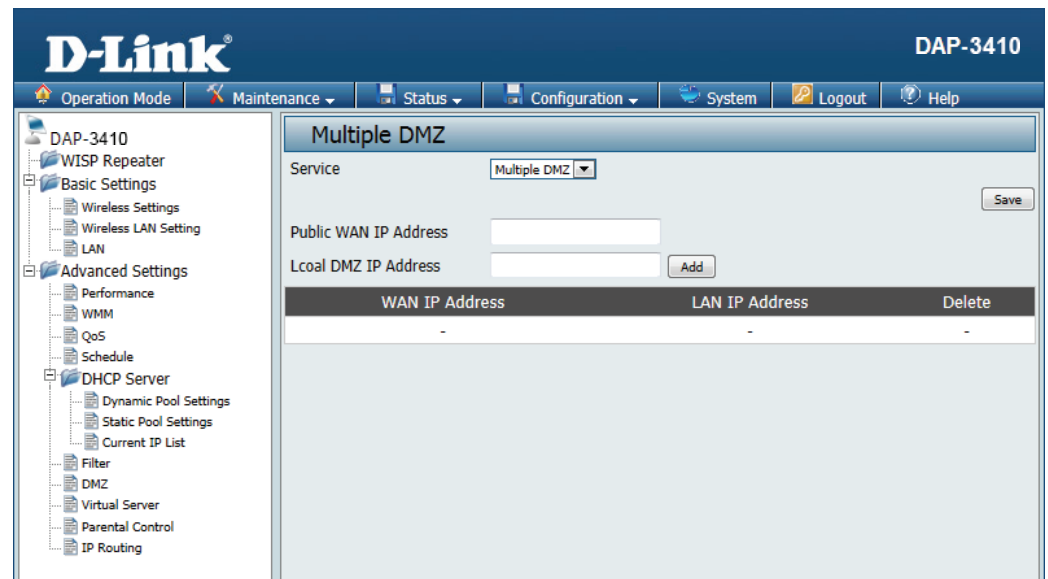 D-Link®
DAP-3410
Operation Mode
Maintenance
Status
Configuration
System
Logout
Help
DAP-3410
WISP Repeater
Basic Settings
Wireless Settings
Wireless LAN Setting
LAN
Advanced Settings
Performance
WMM
QoS
Schedule
DHCP Server
Dynamic Pool Settings
Static Pool Settings
Current IP List
Filter
DMZ
Virtual Server
Parental Control
IP Routing
Multiple DMZ
Service Multiple DMZ
Save
Public WAN IP Address
Lcoal DMZ IP Address Add
WAN IP Address LAN IP Address Delete
- - -